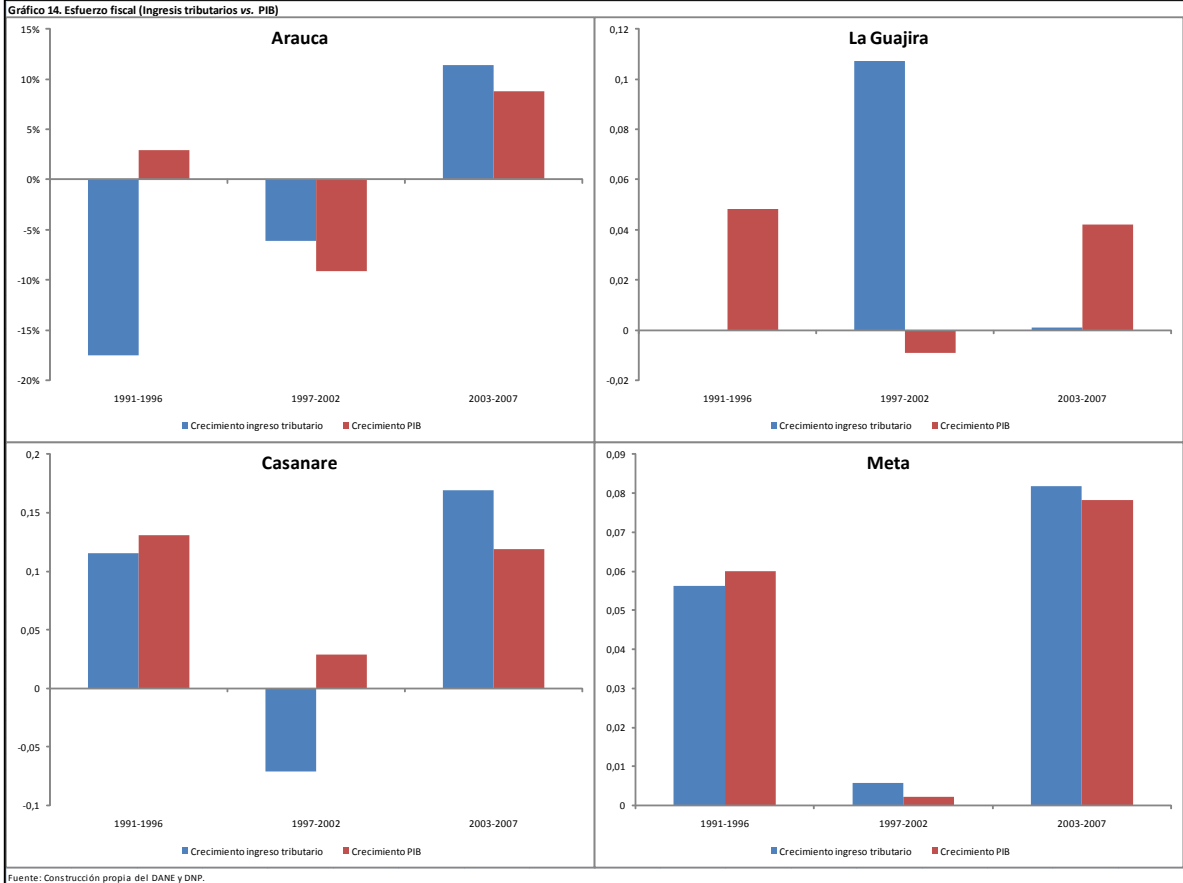 Gráfico 14. Esfuerzo fiscal (Ingresis tributarios vs. PIB)
Arauca
15%
10%
5%
0%
-5%
-10%
-15%
-20%
1991-1996 1997-2002 2003-2007
Crecimiento ingreso tributario Crecimiento PIB
La Guajira
0,12
0,1
0,08
0,06
0,04
0,02
0
-0,02
1991-1996 1997-2002 2003-2007
Crecimiento ingreso tributario Crecimiento PIB
Casanare
0,2
0,15
0,1
0,05
0
-0,05
-0,1
1991-1996 1997-2002 2003-2007
Crecimiento ingreso tributario Crecimiento PIB
Meta
0,09
0,08
0,07
0,06
0,05
0,04
0,03
0,02
0,01
0
1991-1996 1997-2002 2003-2007
Crecimiento ingreso tributario Crecimiento PIB
Fuente: Construcción propia del DANE y DNP.